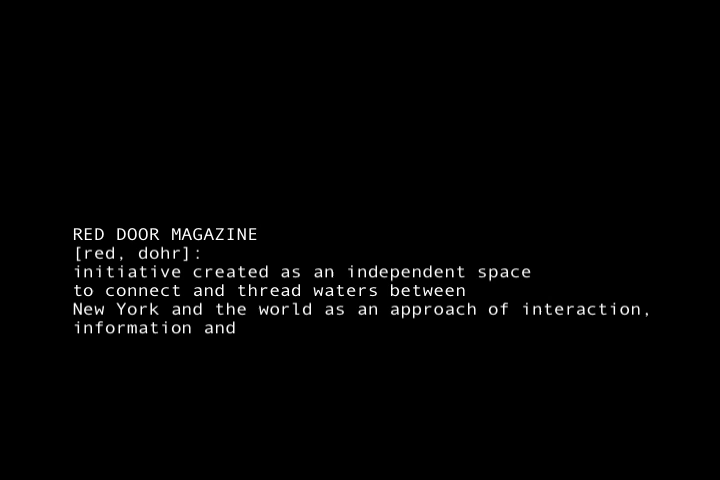 RED DOOR MAGAZINE
[red, dohr]:
initiative created as an independent space
to connect and thread waters between
New York and the world as an approach of interaction,
information and